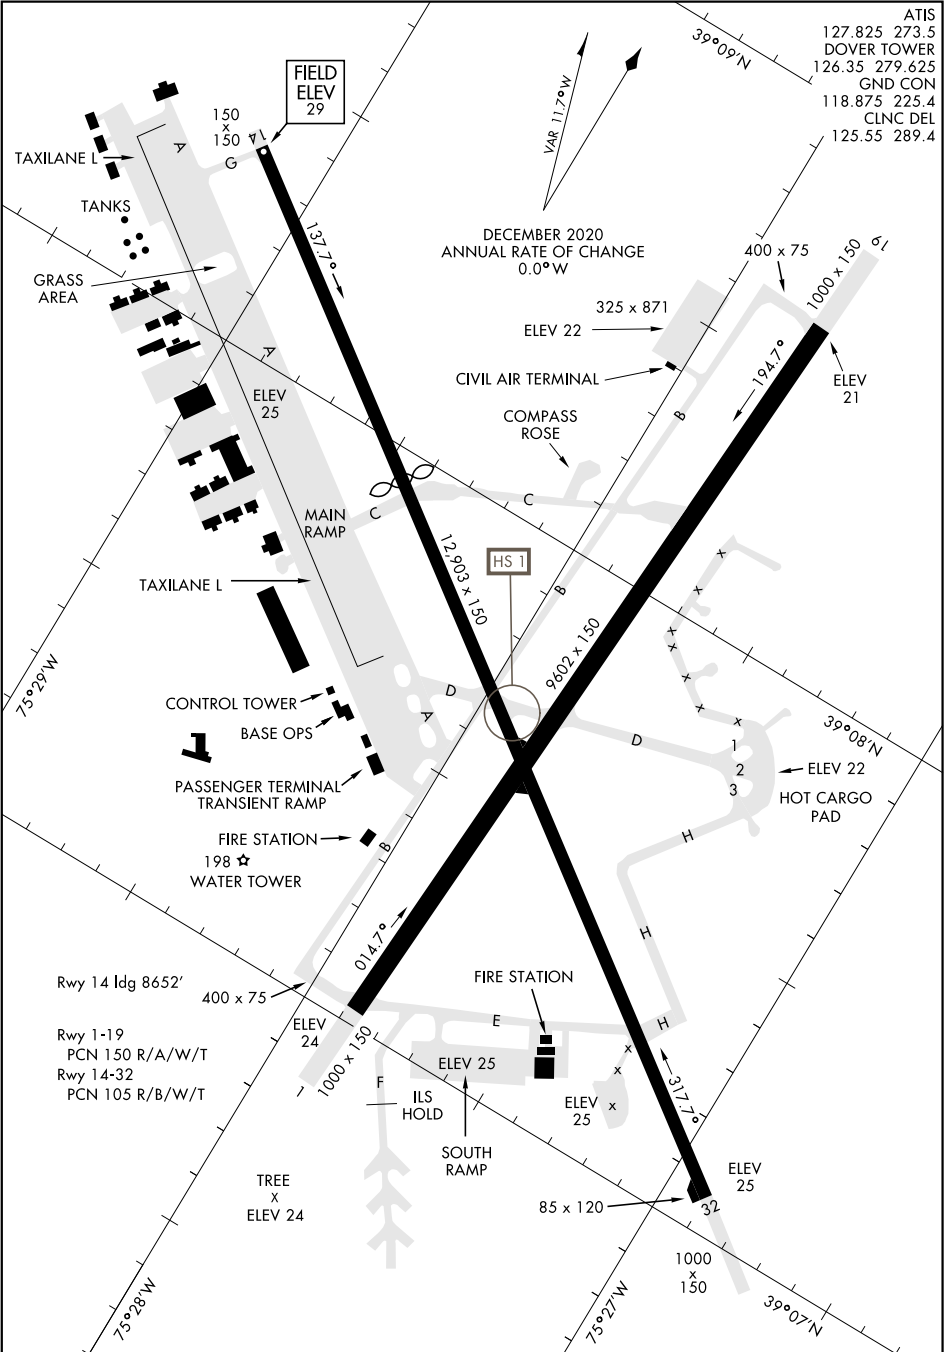 ATIS
127.825 273.5
DOVER TOWER
126.35 279.625
GND CON
118.875 225.4
CLNC DEL
125.55 289.4
39°09'N
FIELD
ELEV
29
150
x
150
14
G
A
TAXILANE L
TANKS
GRASS
AREA
137.7°
VAR 11.7°W
DECEMBER 2020
ANNUAL RATE OF CHANGE
0.0°W
400 x 75
1000 x 150
19
325 x 871
ELEV 22
CIVIL AIR TERMINAL
194.7°
ELEV
21
A
ELEV
25
COMPASS
ROSE
B
C
C
MAIN
RAMP
12,903 x 150
HS 1
TAXILANE L
B
9602 x 150
x
x
x
x
x
x
75°29'W
D
A
D
CONTROL TOWER
BASE OPS
39°08'N
1
2
3
ELEV 22
HOT CARGO
PAD
PASSENGER TERMINAL
TRANSIENT RAMP
FIRE STATION
B
198
WATER TOWER
H
H
H
014.7°
Rwy 14 ldg 8652'
400 x 75
FIRE STATION
Rwy 1-19
PCN 150 R/A/W/T
Rwy 14-32
PCN 105 R/B/W/T
ELEV
24
1000 x 150
1
E
ELEV 25
F
ILS
HOLD
x
x
ELEV
25
x
317.7°
SOUTH
RAMP
TREE
x
ELEV 24
85 x 120
ELEV
25
32
1000
x
150
75°28'W
75°27'W
39°07'N